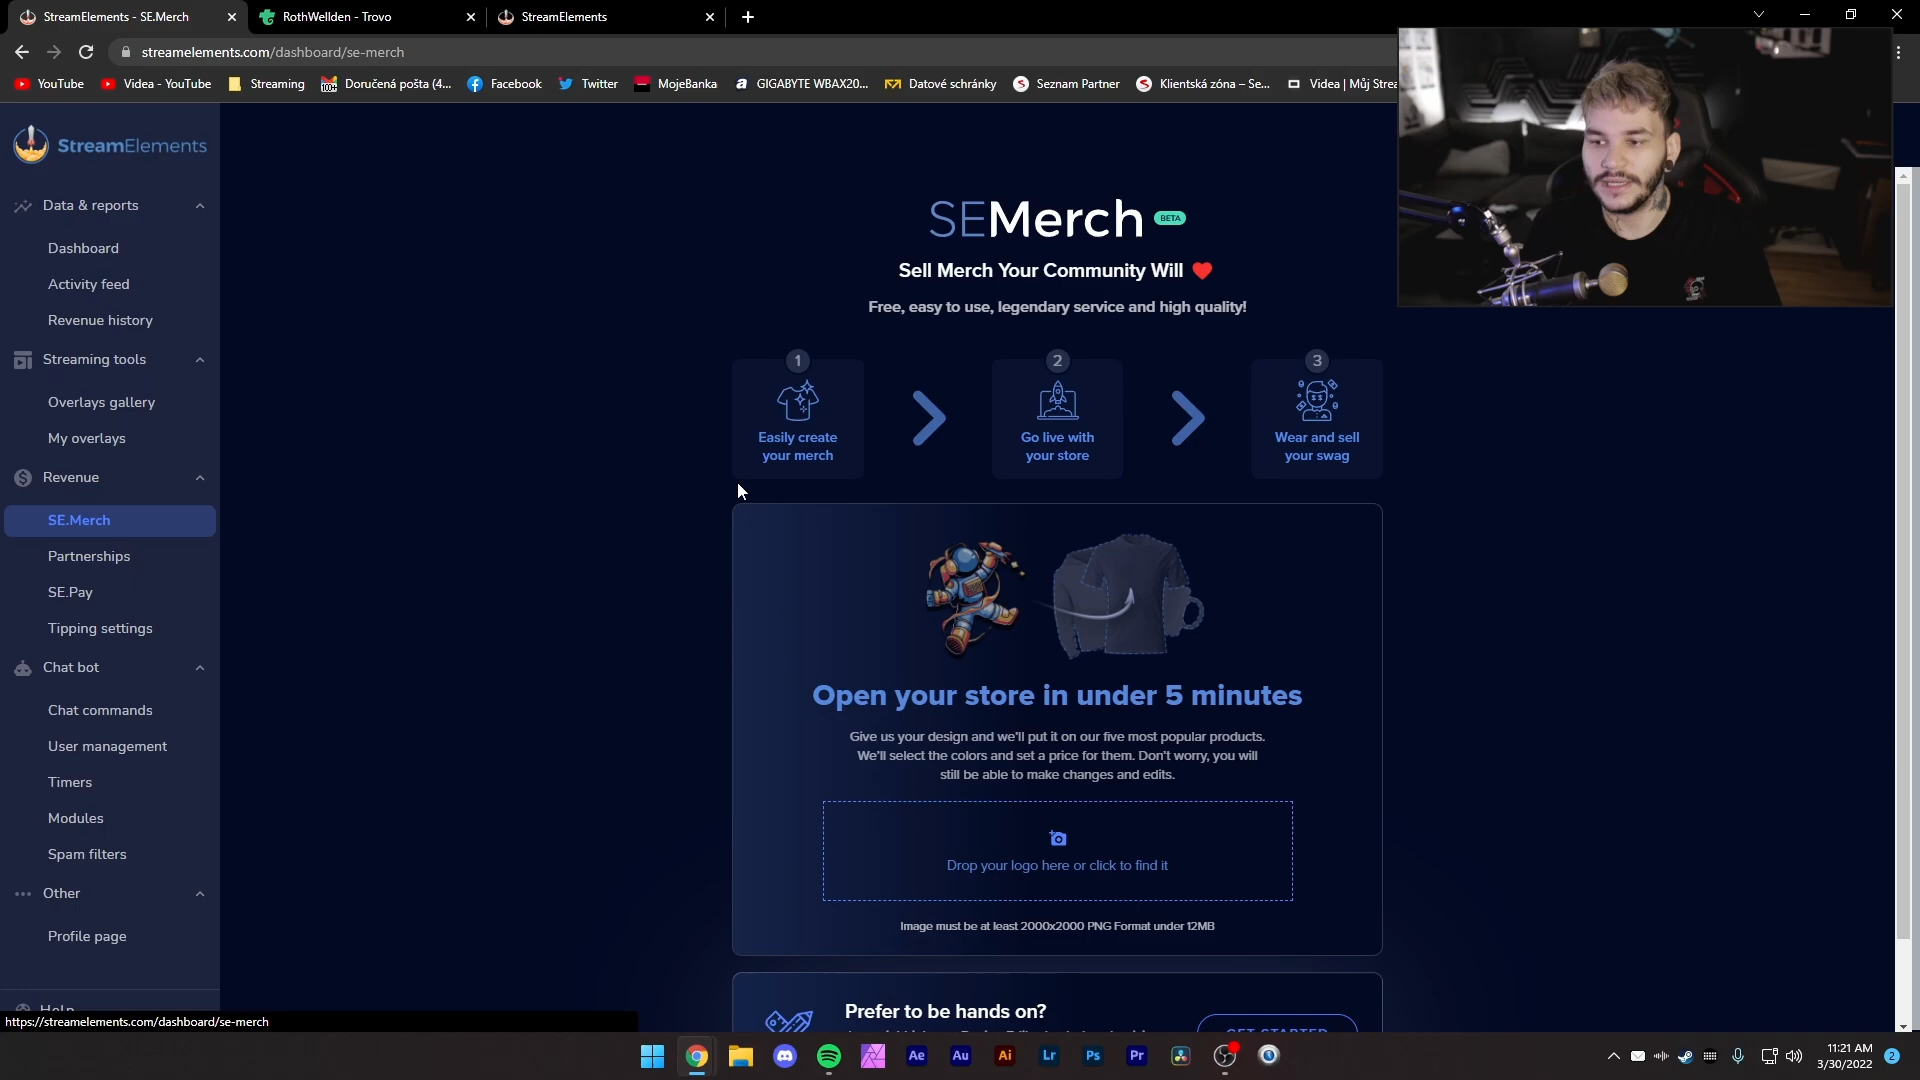 StreamElements - SE.Merch
RothWellden - Trovo
StreamElements
streamelements.com/dashboard/se-merch
YouTube
Videa - YouTube
Streaming
Doručená pošta (4...
Facebook
Twitter
MojeBanka
GIGABYTE WBAX20...
Datové schránky
Seznam Partner
Klientská zóna – Se...
Videa | Můj Strea
StreamElements
Data & reports
Dashboard
Activity feed
Revenue history
Streaming tools
Overlays gallery
My overlays
Revenue
SE.Merch
Partnerships
SE.Pay
Tipping settings
Chat bot
Chat commands
User management
Timers
Modules
Spam filters
Other
Profile page
Help
https://streamelements.com/dashboard/se-merch
SEMerch BETA
Sell Merch Your Community Will
Free, easy to use, legendary service and high quality!
1
Easily create
your merch
2
Go live with
your store
3
Wear and sell
your swag
Open your store in under 5 minutes
Give us your design and we'll put it on our five most popular products.
We'll select the colors and set a price for them. Don't worry, you will
still be able to make changes and edits.
Drop your logo here or click to find it
Image must be at least 2000x2000 PNG Format under 12MB
Prefer to be hands on?
GET STARTED
Ae
Au
Ai
Lr
Ps
Pr
11:21 AM
3/30/2022
2